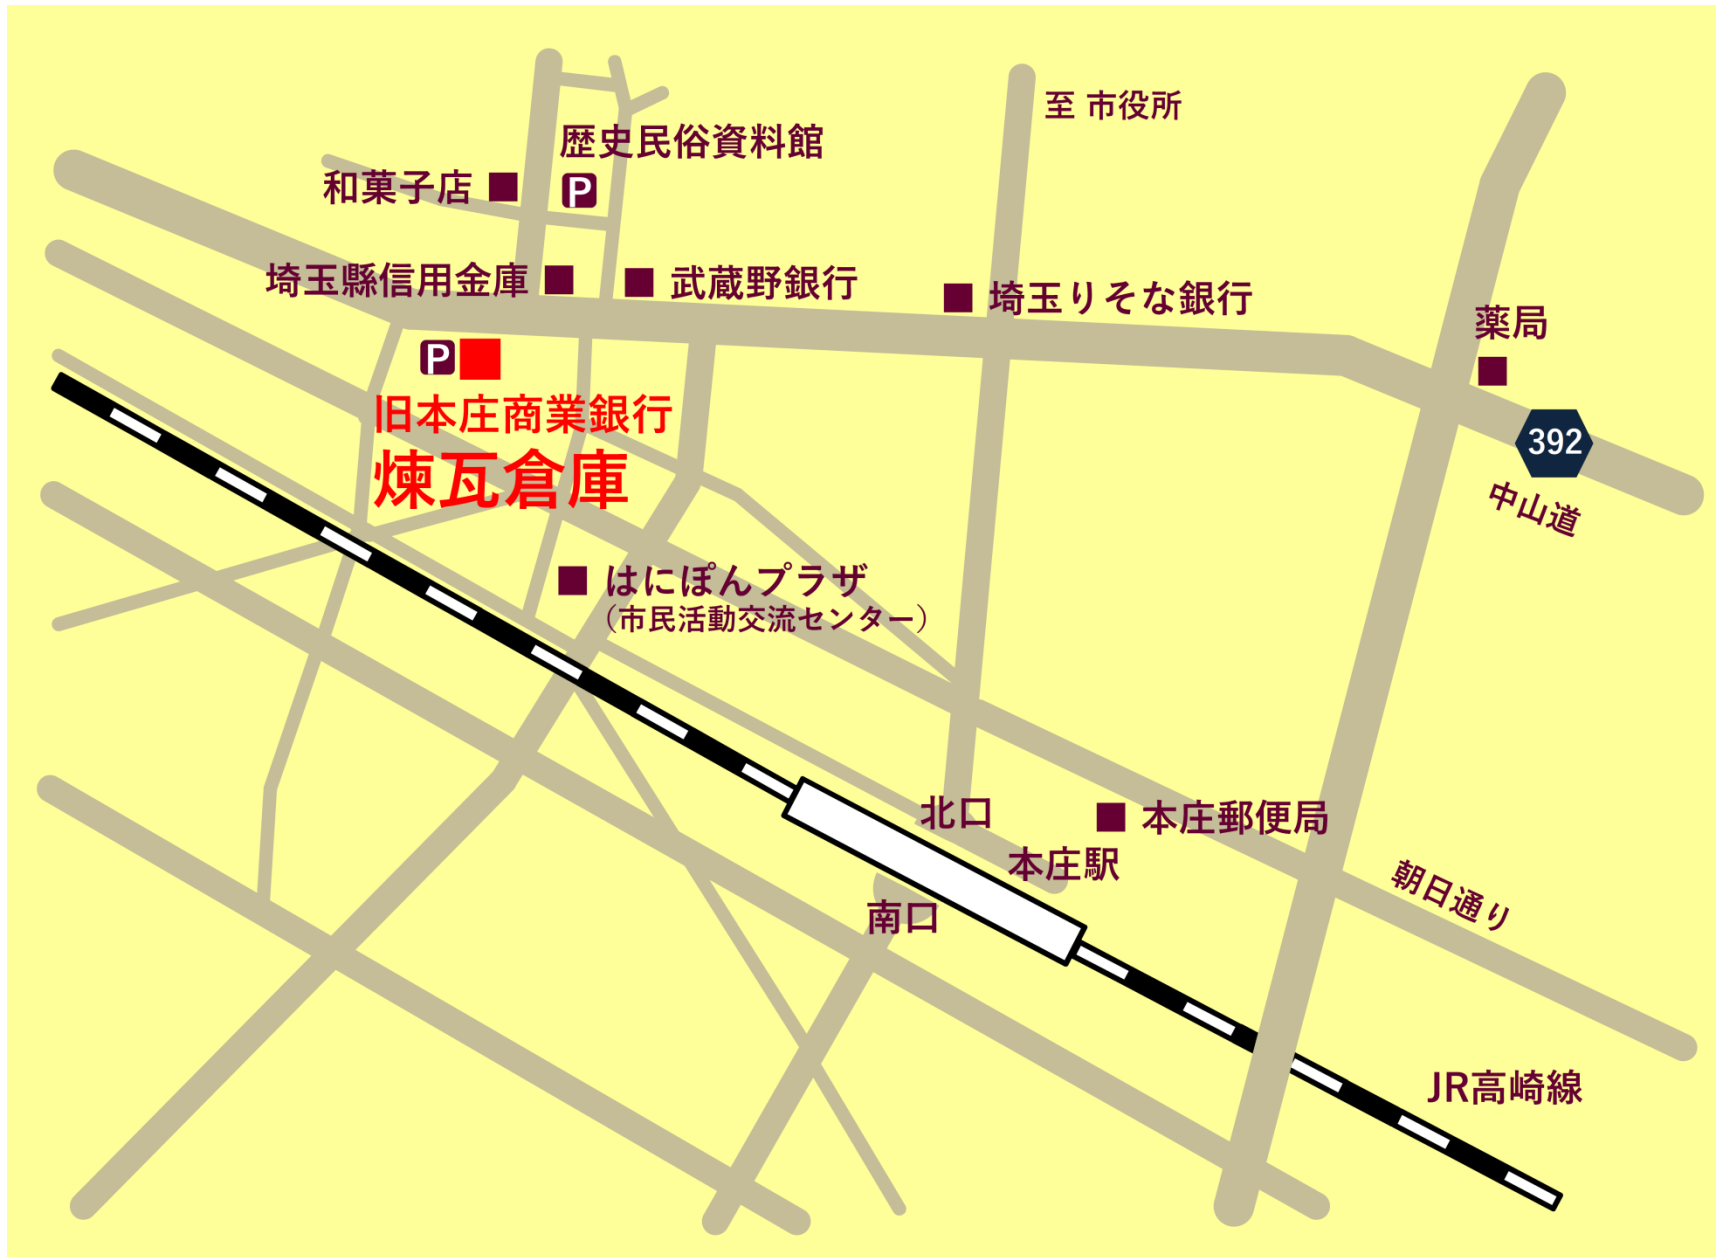 至 市役所
歴史民俗資料館
和菓子店
P
埼玉縣信用金庫
武蔵野銀行
埼玉りそな銀行
薬局
P
旧本庄商業銀行
煉瓦倉庫
392
中山道
はにぽんプラザ
（市民活動交流センター）
北口
本庄郵便局
本庄駅
朝日通り
南口
JR高崎線